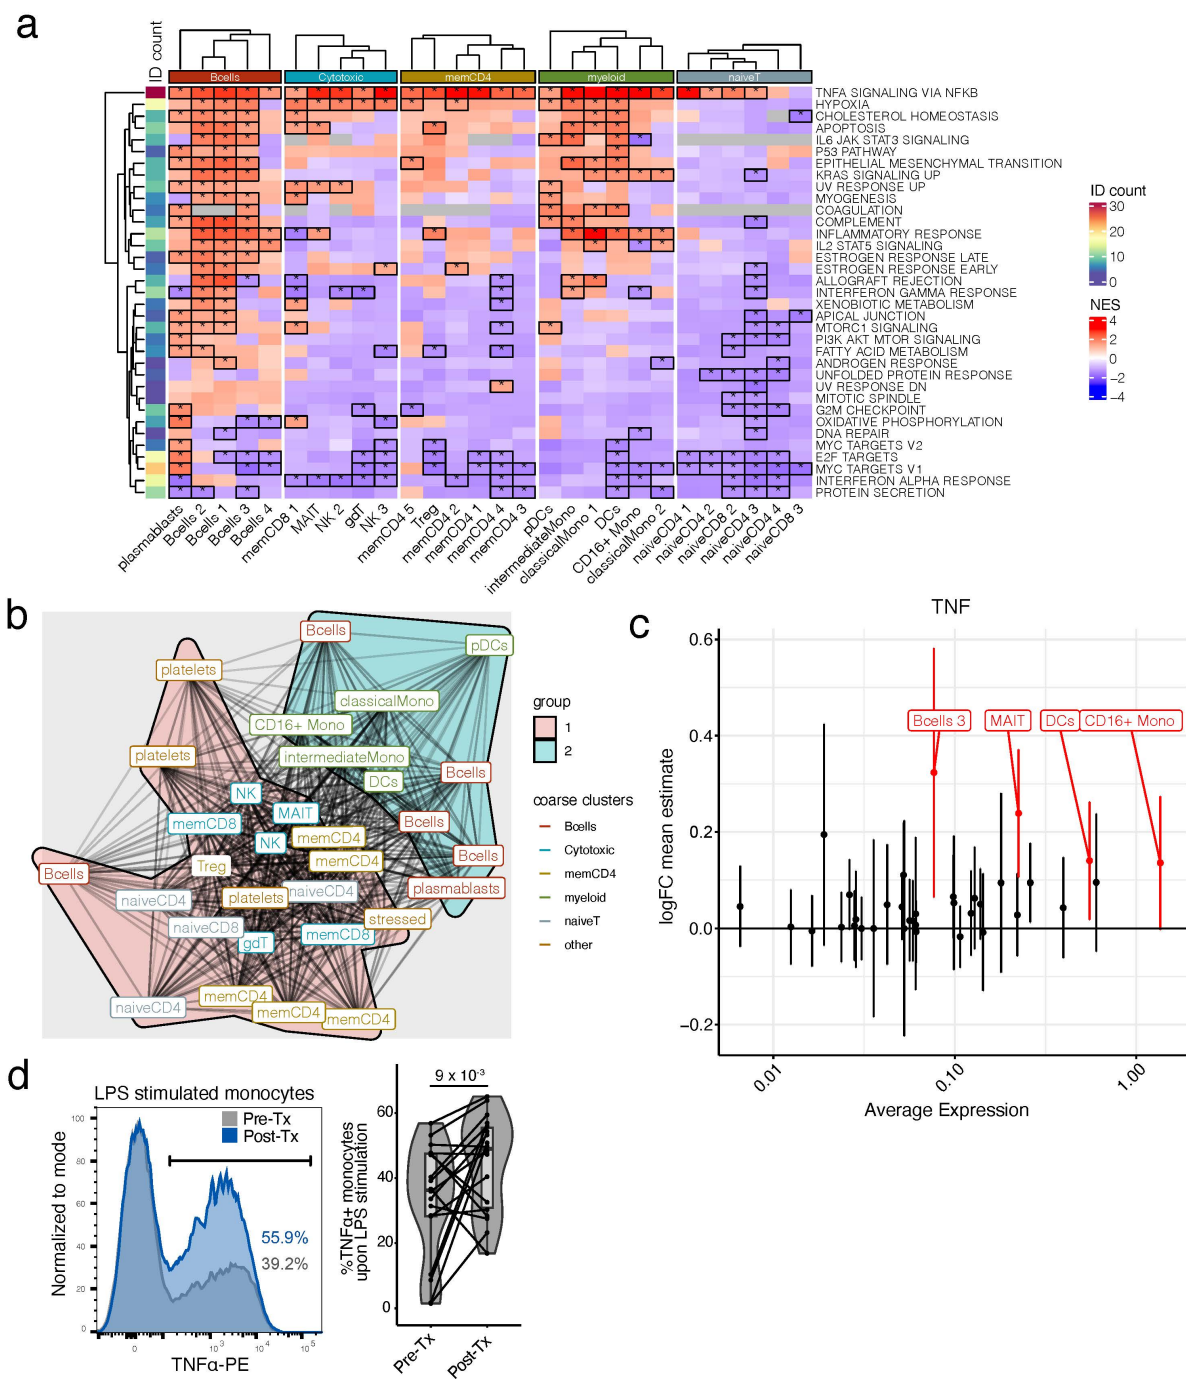 a
ID count
Bcells
Cytotoxic
memCD4
myeloid
naiveT
TNFA SIGNALING VIA NFKB
HYPOXIA
CHOLESTEROL HOMEOSTASIS
APOPTOSIS
IL6 JAK STAT3 SIGNALING
P53 PATHWAY
EPITHELIAL MESENCHYMAL TRANSITION
KRAS SIGNALING UP
UV RESPONSE UP
MYOGENESIS
COAGULATION
COMPLEMENT
INFLAMMATORY RESPONSE
IL2 STAT5 SIGNALING
ESTROGEN RESPONSE LATE
ESTROGEN RESPONSE EARLY
ALLOGRAFT REJECTION
INTERFERON GAMMA RESPONSE
XENOBIOTIC METABOLISM
APICAL JUNCTION
MTORC1 SIGNALING
PI3K AKT MTOR SIGNALING
FATTY ACID METABOLISM
ANDROGEN RESPONSE
UNFOLDED PROTEIN RESPONSE
UV RESPONSE DN
MITOTIC SPINDLE
G2M CHECKPOINT
OXIDATIVE PHOSPHORYLATION
DNA REPAIR
MYC TARGETS V2
E2F TARGETS
MYC TARGETS V1
INTERFERON ALPHA RESPONSE
PROTEIN SECRETION
plasmablasts
Bcells 2
Bcells 1
Bcells 3
Bcells 4
memCD8 1
MAIT
NK 2
gdT
NK 3
memCD4 5
Treg
memCD4 2
memCD4 1
memCD4 4
memCD4 3
pDCs
intermediateMono
classicalMono 1
DCs
CD16+ Mono
classicalMono 2
naiveCD4 1
naiveCD4 2
naiveCD8 2
naiveCD4 3
naiveCD4 4
naiveCD8 3
ID count
30
20
10
0
NES
4
2
0
−2
−4
b
Bcells
pDCs
platelets
classicalMono
CD16+ Mono
platelets
intermediateMono
DCs
Bcells
NK
MAIT
memCD8
Bcells
NK
memCD4
memCD4
Bcells
Bcells
Treg
plasmablasts
naiveCD4
platelets
naiveCD4
stressed
naiveCD8
memCD8
gdT
naiveCD4
memCD4
memCD4
memCD4
group
1
2
coarse clusters
Bcells
Cytotoxic
memCD4
myeloid
naiveT
other
c
TNF
logFC mean estimate
0.6
0.4
0.2
0.0
−0.2
Bcells 3
MAIT
DCs
CD16+ Mono
0.01
0.10
1.00
Average Expression
d
LPS stimulated monocytes
Pre-Tx
Post-Tx
Normalized to mode
100
80
60
40
20
0
55.9%
39.2%
0
10³
10⁴
10⁵
TNFα-PE
9 x 10⁻³
%TNFα+ monocytes
upon LPS stimulation
60
40
20
0
Pre-Tx
Post-Tx